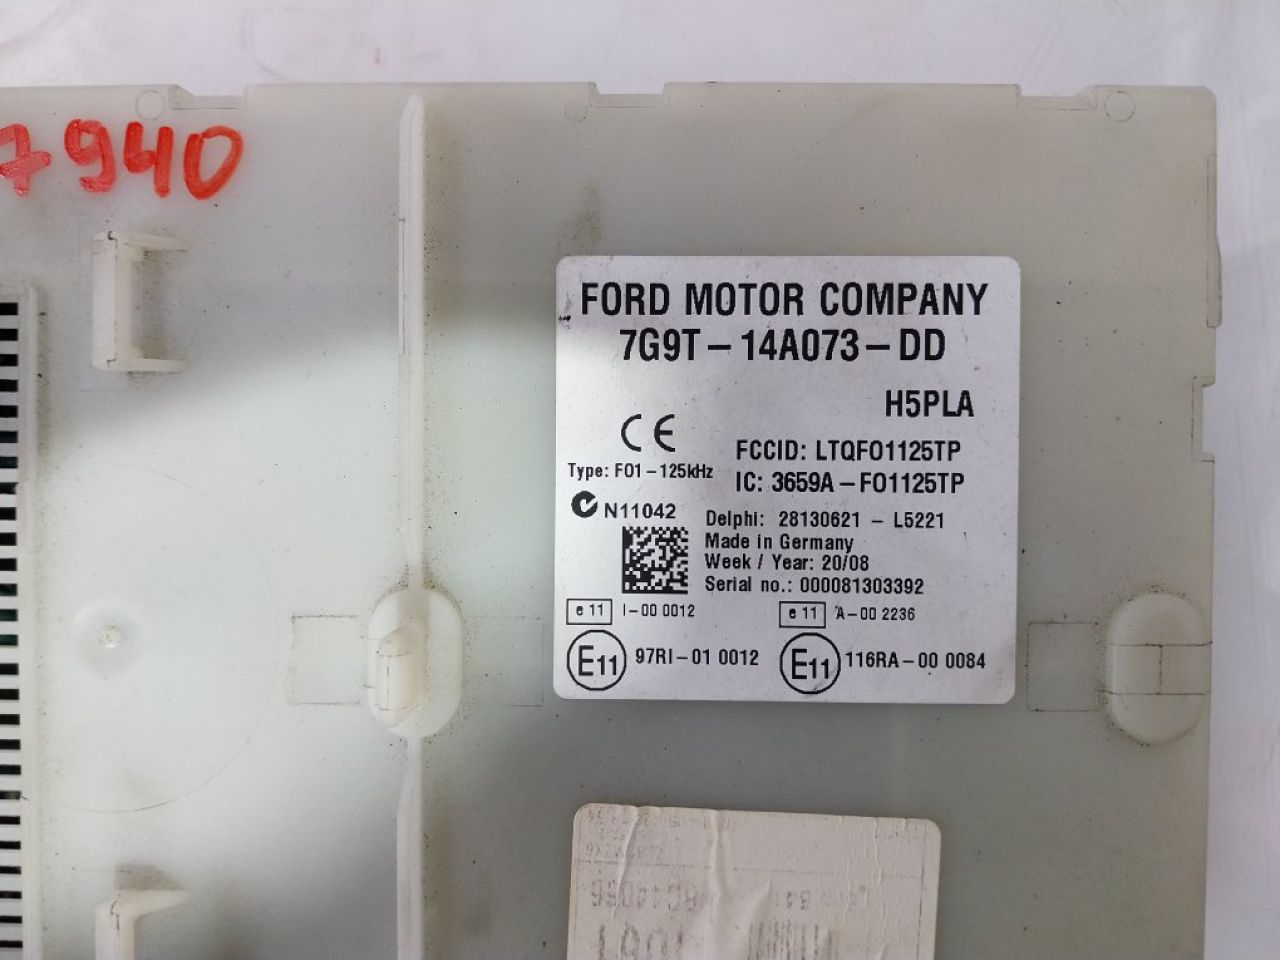 7940
FORD MOTOR COMPANY
7G9T - 14A073 - DD
H5PLA
CE
FCCID: LTQFO1125TP
Type: FO1 - 125kHz
IC: 3659A - FO1125TP
N11042
Delphi: 28130621 - L5221
Made in Germany
Week / Year: 20/08
Serial no.: 000081303392
e 11 I-00 0012
e 11 A-00 2236
E11 97RI-01 0012
E11 116RA-00 0084